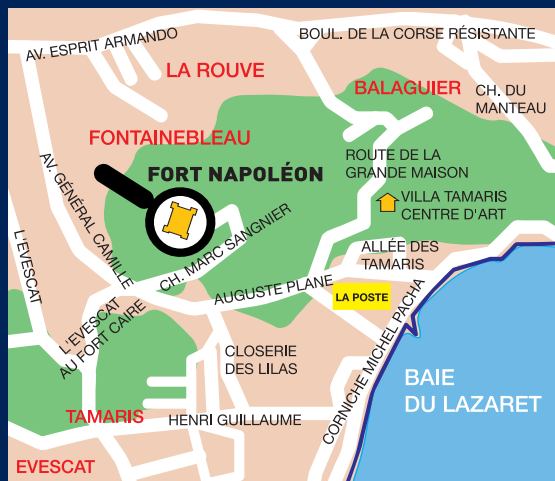 AV. ESPRIT ARMANDO
BOUL. DE LA CORSE RÉSISTANTE
LA ROUVE
BALAGUIER
CH. DU
MANTEAU
FONTAINEBLEAU
FORT NAPOLÉON
ROUTE DE LA
GRANDE MAISON
AV. GÉNÉRAL CAMILLE
VILLA TAMARIS
CENTRE D'ART
L'EVESCAT
CH. MARC SANGNIER
ALLÉE DES
TAMARIS
AUGUSTE PLANE
LA POSTE
L'EVESCAT
AU FORT CAIRE
CLOSERIE
DES LILAS
CORNICHE MICHEL PACHA
BAIE
DU LAZARET
TAMARIS
HENRI GUILLAUME
EVESCAT